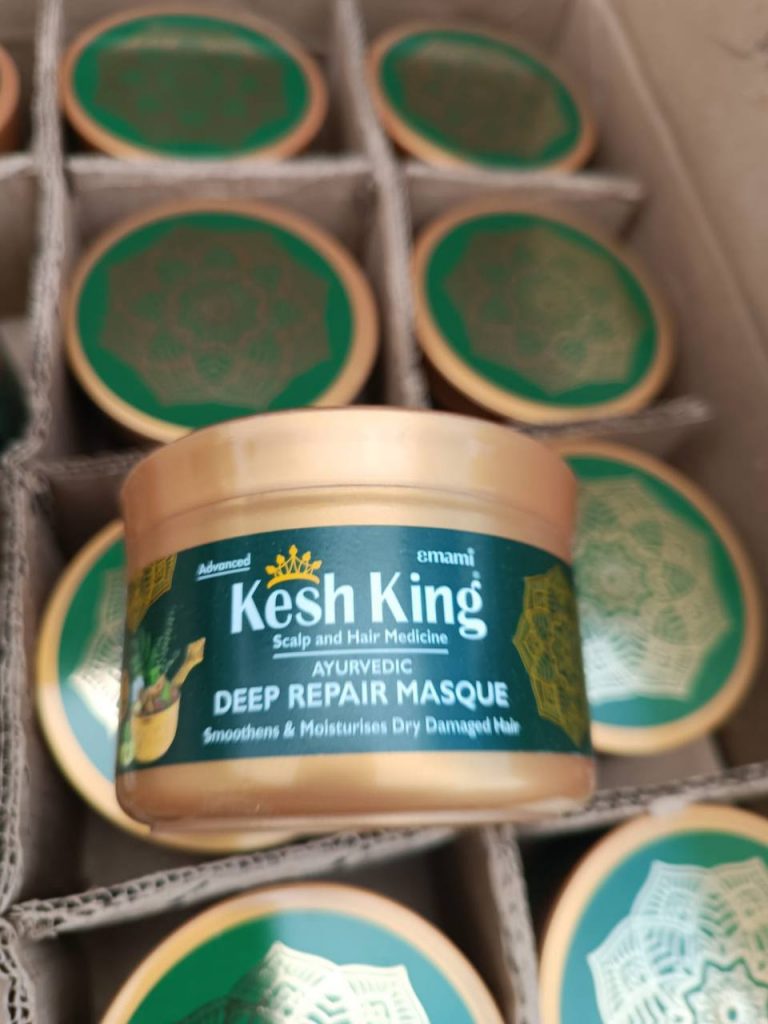 Advanced
emami
Kesh King®
Scalp and Hair Medicine
AYURVEDIC
DEEP REPAIR MASQUE
Smoothens & Moisturises Dry Damaged Hair